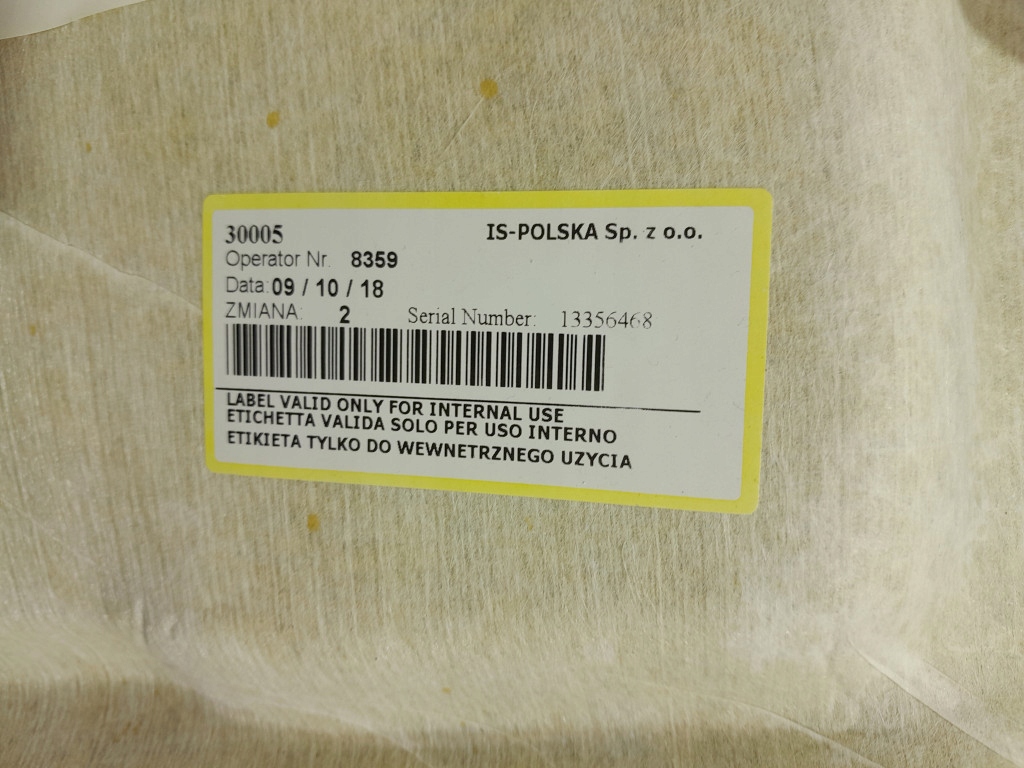 30005 IS-POLSKA Sp. z o.o.
Operator Nr. 8359
Data: 09 / 10 / 18
ZMIANA: 2 Serial Number: 13356468
LABEL VALID ONLY FOR INTERNAL USE
ETICHETTA VALIDA SOLO PER USO INTERNO
ETIKIETA TYLKO DO WEWNETRZNEGO UZYCIA